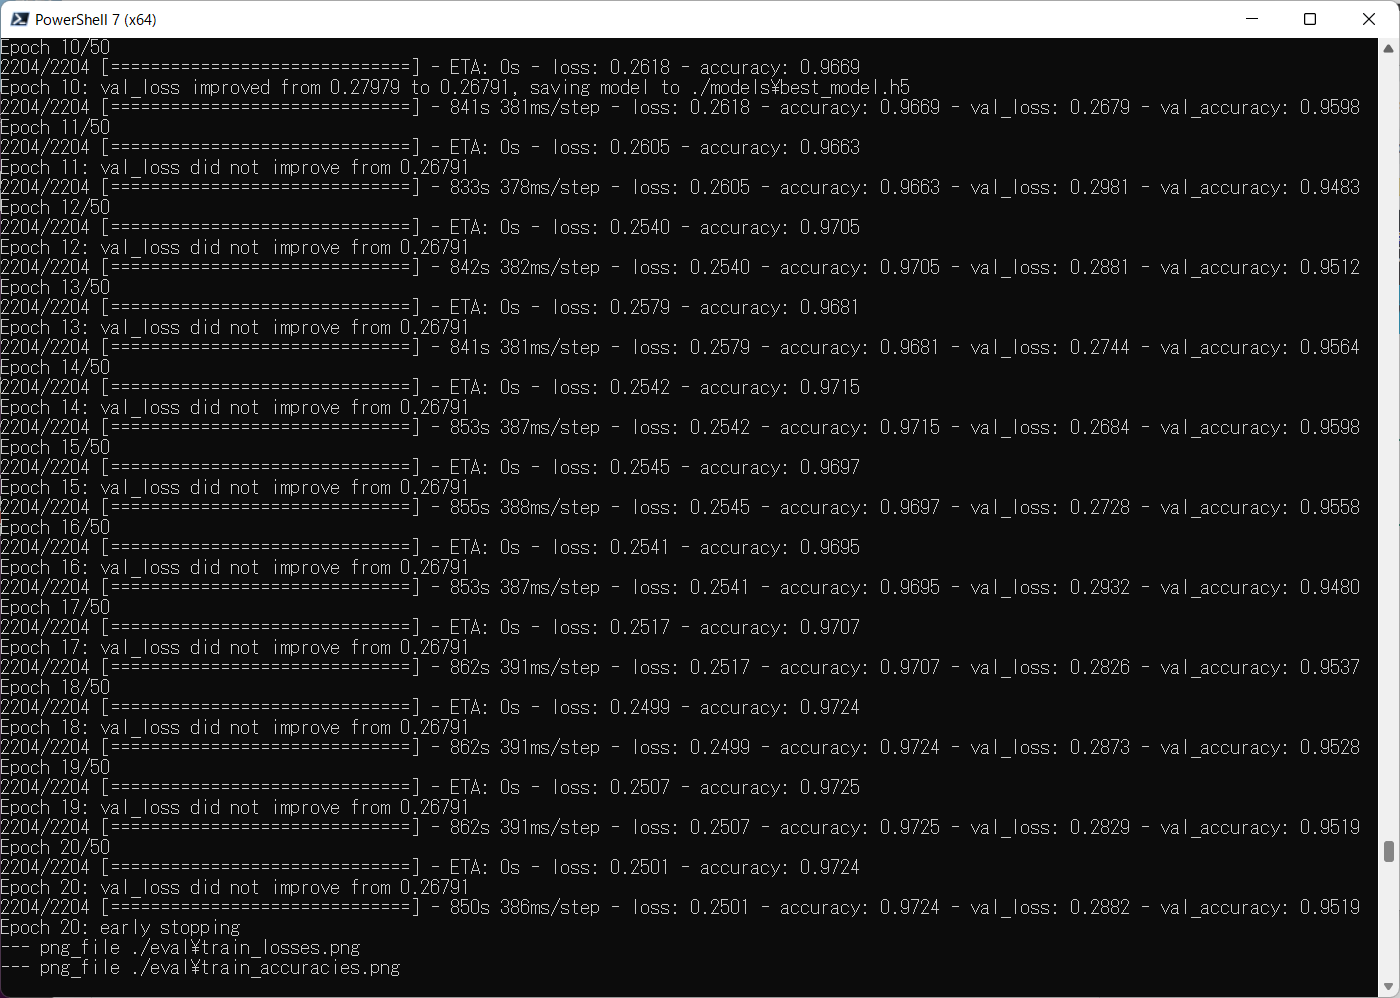 PowerShell 7 (x64)
Epoch 10/50
2204/2204 [==============================] - ETA: 0s - loss: 0.2618 - accuracy: 0.9669
Epoch 10: val_loss improved from 0.27979 to 0.26791, saving model to ./models¥best_model.h5
2204/2204 [==============================] - 841s 381ms/step - loss: 0.2618 - accuracy: 0.9669 - val_loss: 0.2679 - val_accuracy: 0.9598
Epoch 11/50
2204/2204 [==============================] - ETA: 0s - loss: 0.2605 - accuracy: 0.9663
Epoch 11: val_loss did not improve from 0.26791
2204/2204 [==============================] - 833s 378ms/step - loss: 0.2605 - accuracy: 0.9663 - val_loss: 0.2981 - val_accuracy: 0.9483
Epoch 12/50
2204/2204 [==============================] - ETA: 0s - loss: 0.2540 - accuracy: 0.9705
Epoch 12: val_loss did not improve from 0.26791
2204/2204 [==============================] - 842s 382ms/step - loss: 0.2540 - accuracy: 0.9705 - val_loss: 0.2881 - val_accuracy: 0.9512
Epoch 13/50
2204/2204 [==============================] - ETA: 0s - loss: 0.2579 - accuracy: 0.9681
Epoch 13: val_loss did not improve from 0.26791
2204/2204 [==============================] - 841s 381ms/step - loss: 0.2579 - accuracy: 0.9681 - val_loss: 0.2744 - val_accuracy: 0.9564
Epoch 14/50
2204/2204 [==============================] - ETA: 0s - loss: 0.2542 - accuracy: 0.9715
Epoch 14: val_loss did not improve from 0.26791
2204/2204 [==============================] - 853s 387ms/step - loss: 0.2542 - accuracy: 0.9715 - val_loss: 0.2684 - val_accuracy: 0.9598
Epoch 15/50
2204/2204 [==============================] - ETA: 0s - loss: 0.2545 - accuracy: 0.9697
Epoch 15: val_loss did not improve from 0.26791
2204/2204 [==============================] - 855s 388ms/step - loss: 0.2545 - accuracy: 0.9697 - val_loss: 0.2728 - val_accuracy: 0.9558
Epoch 16/50
2204/2204 [==============================] - ETA: 0s - loss: 0.2541 - accuracy: 0.9695
Epoch 16: val_loss did not improve from 0.26791
2204/2204 [==============================] - 853s 387ms/step - loss: 0.2541 - accuracy: 0.9695 - val_loss: 0.2932 - val_accuracy: 0.9480
Epoch 17/50
2204/2204 [==============================] - ETA: 0s - loss: 0.2517 - accuracy: 0.9707
Epoch 17: val_loss did not improve from 0.26791
2204/2204 [==============================] - 862s 391ms/step - loss: 0.2517 - accuracy: 0.9707 - val_loss: 0.2826 - val_accuracy: 0.9537
Epoch 18/50
2204/2204 [==============================] - ETA: 0s - loss: 0.2499 - accuracy: 0.9724
Epoch 18: val_loss did not improve from 0.26791
2204/2204 [==============================] - 862s 391ms/step - loss: 0.2499 - accuracy: 0.9724 - val_loss: 0.2873 - val_accuracy: 0.9528
Epoch 19/50
2204/2204 [==============================] - ETA: 0s - loss: 0.2507 - accuracy: 0.9725
Epoch 19: val_loss did not improve from 0.26791
2204/2204 [==============================] - 862s 391ms/step - loss: 0.2507 - accuracy: 0.9725 - val_loss: 0.2829 - val_accuracy: 0.9519
Epoch 20/50
2204/2204 [==============================] - ETA: 0s - loss: 0.2501 - accuracy: 0.9724
Epoch 20: val_loss did not improve from 0.26791
2204/2204 [==============================] - 850s 386ms/step - loss: 0.2501 - accuracy: 0.9724 - val_loss: 0.2882 - val_accuracy: 0.9519
Epoch 20: early stopping
--- png_file ./eval¥train_losses.png
--- png_file ./eval¥train_accuracies.png